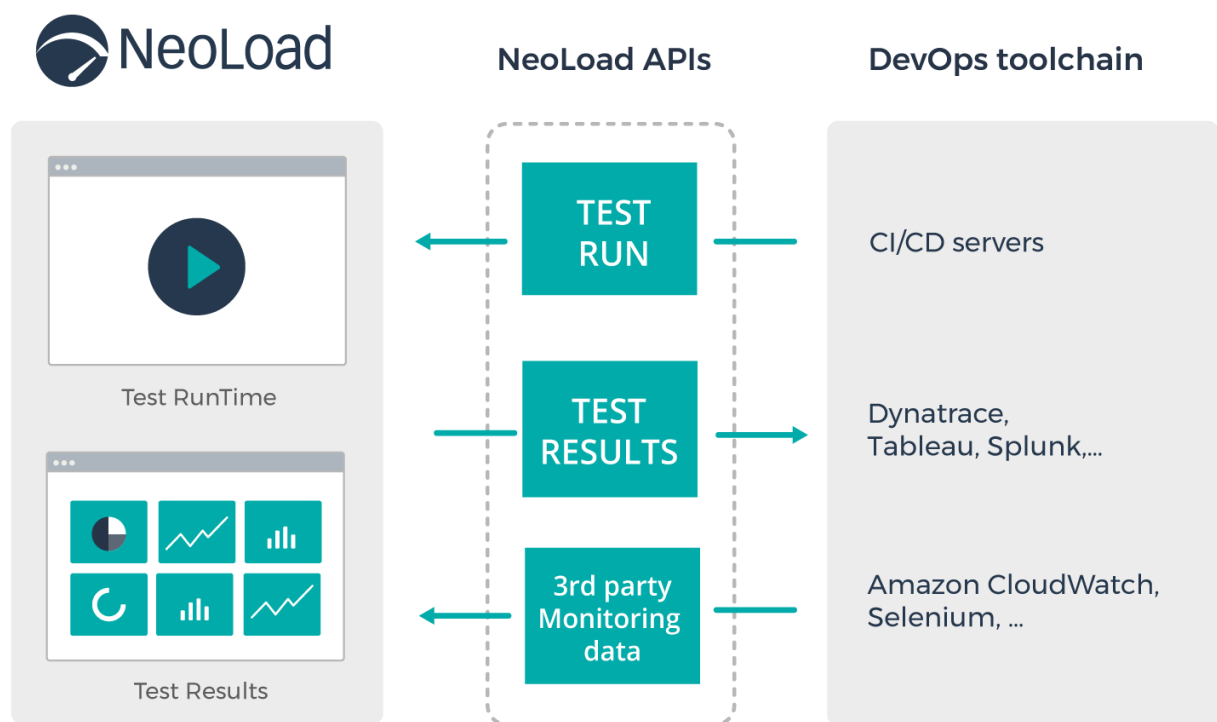 NeoLoad
NeoLoad APIs
DevOps toolchain
TEST
RUN
CI/CD servers
Test RunTime
TEST
RESULTS
Dynatrace,
Tableau, Splunk,...
3rd party
Monitoring
data
Amazon CloudWatch,
Selenium, ...
Test Results